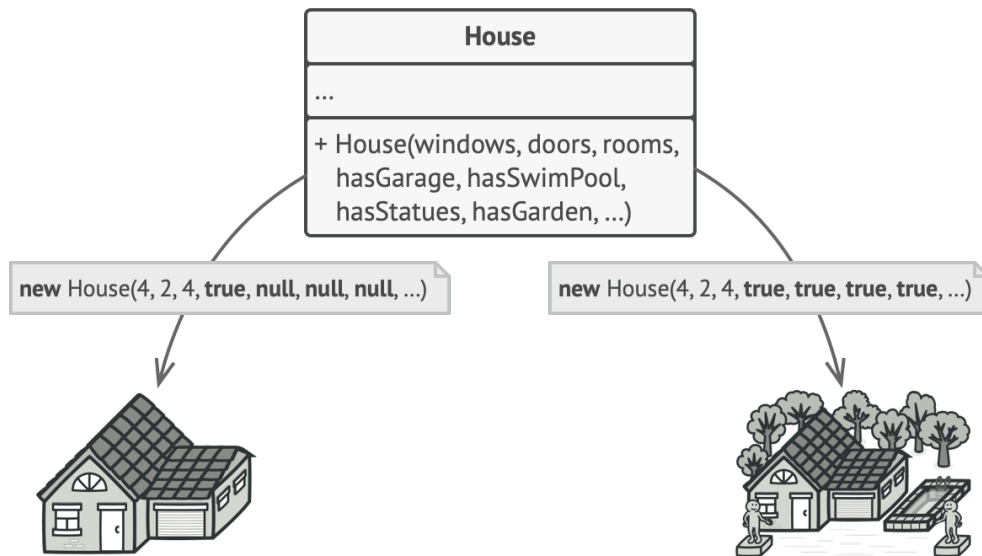 House
...
+ House(windows, doors, rooms,
hasGarage, hasSwimPool,
hasStatues, hasGarden, ...)
new House(4, 2, 4, true, null, null, null, ...)
new House(4, 2, 4, true, true, true, true, ...)